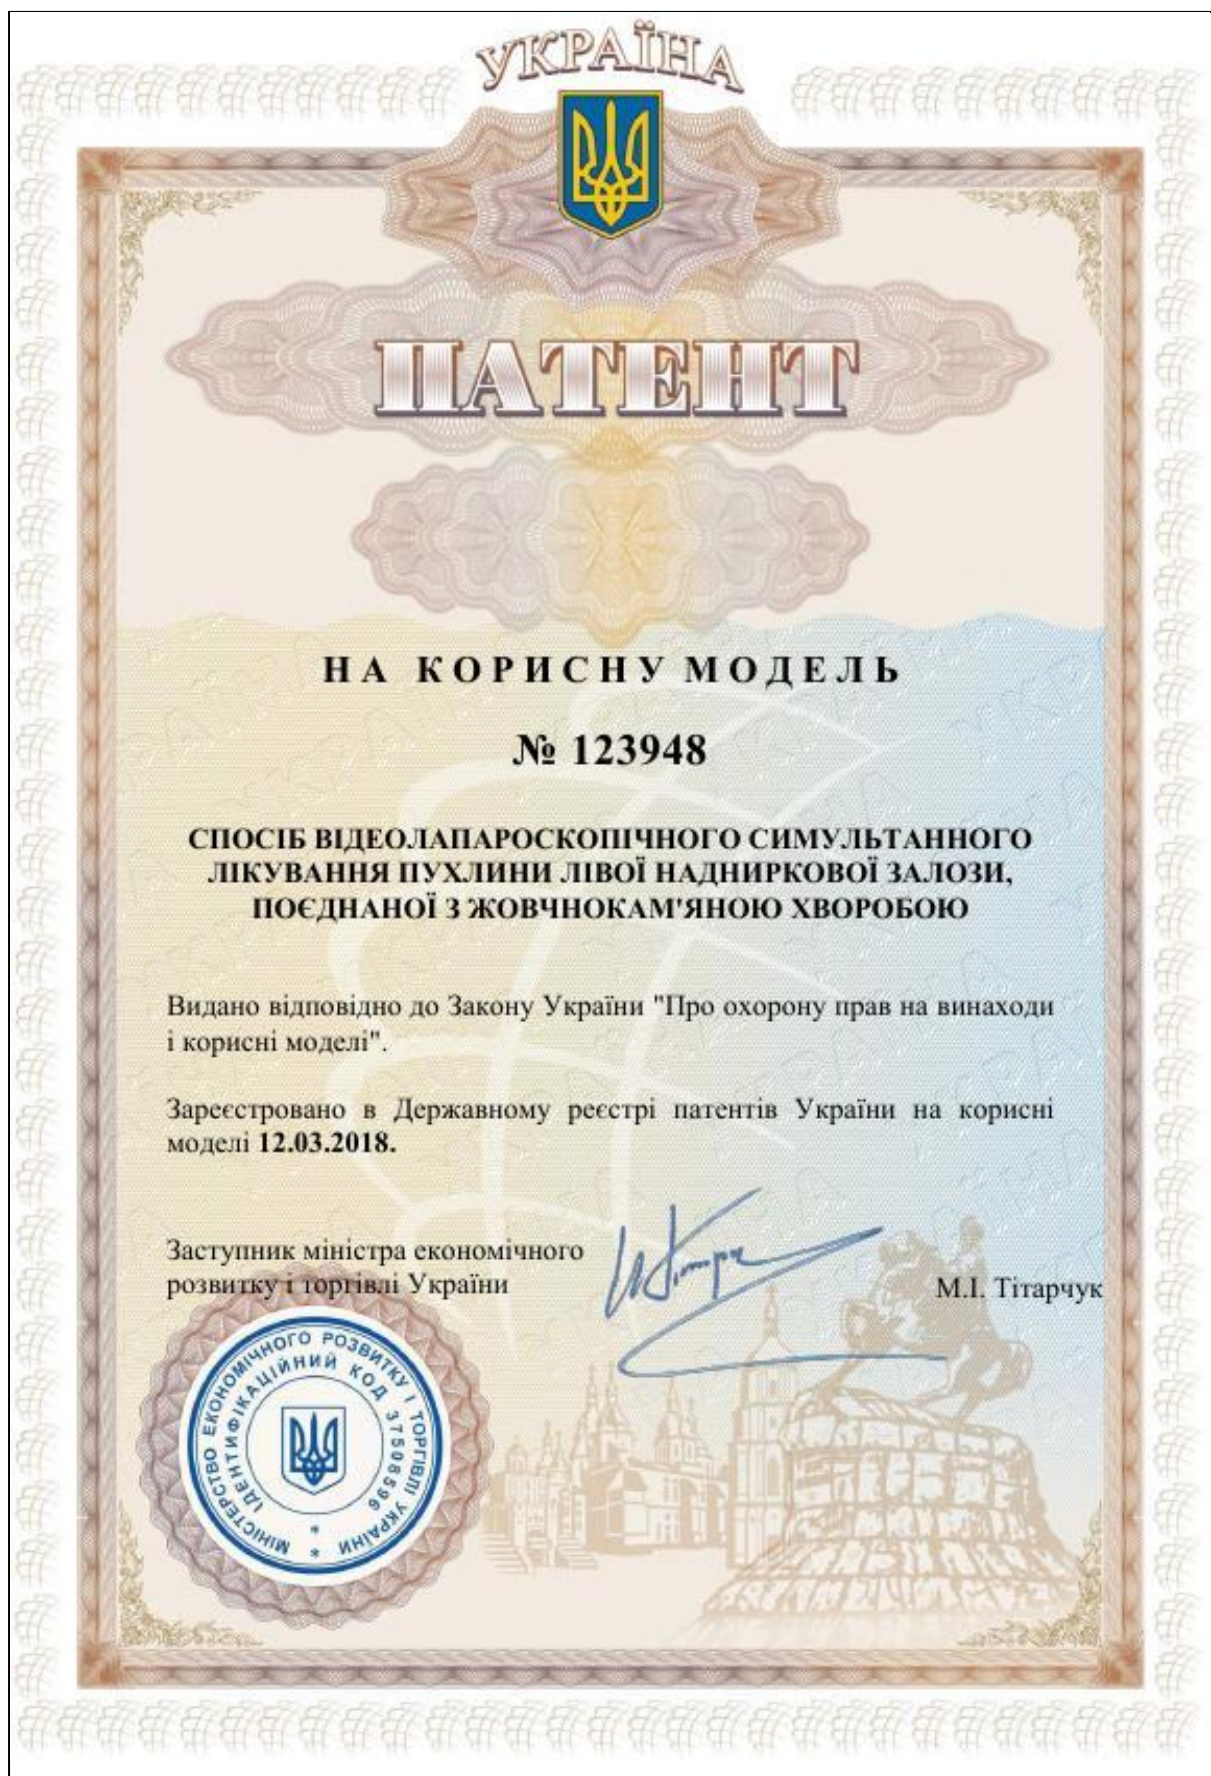 УКРАЇНА
ПАТЕНТ
НА КОРИСНУ МОДЕЛЬ
№ 123948
СПОСІБ ВІДЕОЛАПАРОСКОПІЧНОГО СИМУЛЬТАННОГО
ЛІКУВАННЯ ПУХЛИНИ ЛІВОЇ НАДНИРКОВОЇ ЗАЛОЗИ,
ПОЄДНАНОЇ З ЖОВЧНОКАМ'ЯНОЮ ХВОРОБОЮ
Видано відповідно до Закону України "Про охорону прав на винаходи
і корисні моделі".
Зареєстровано в Державному реєстрі патентів України на корисні
моделі 12.03.2018.
Заступник міністра економічного
розвитку і торгівлі України
М.І. Тітарчук
МІНІСТЕРСТВО ЕКОНОМІЧНОГО РОЗВИТКУ І ТОРГІВЛІ УКРАЇНИ *
ІДЕНТИФІКАЦІЙНИЙ КОД 37508596 *